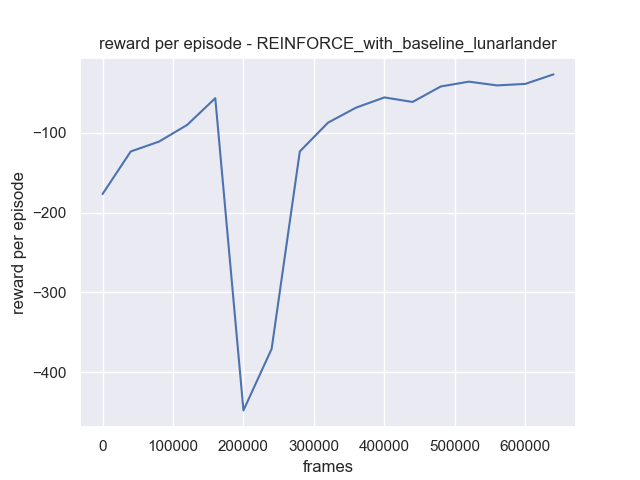 reward per episode - REINFORCE_with_baseline_lunarlander
reward per episode
−100
−200
−300
−400
0 100000 200000 300000 400000 500000 600000
frames